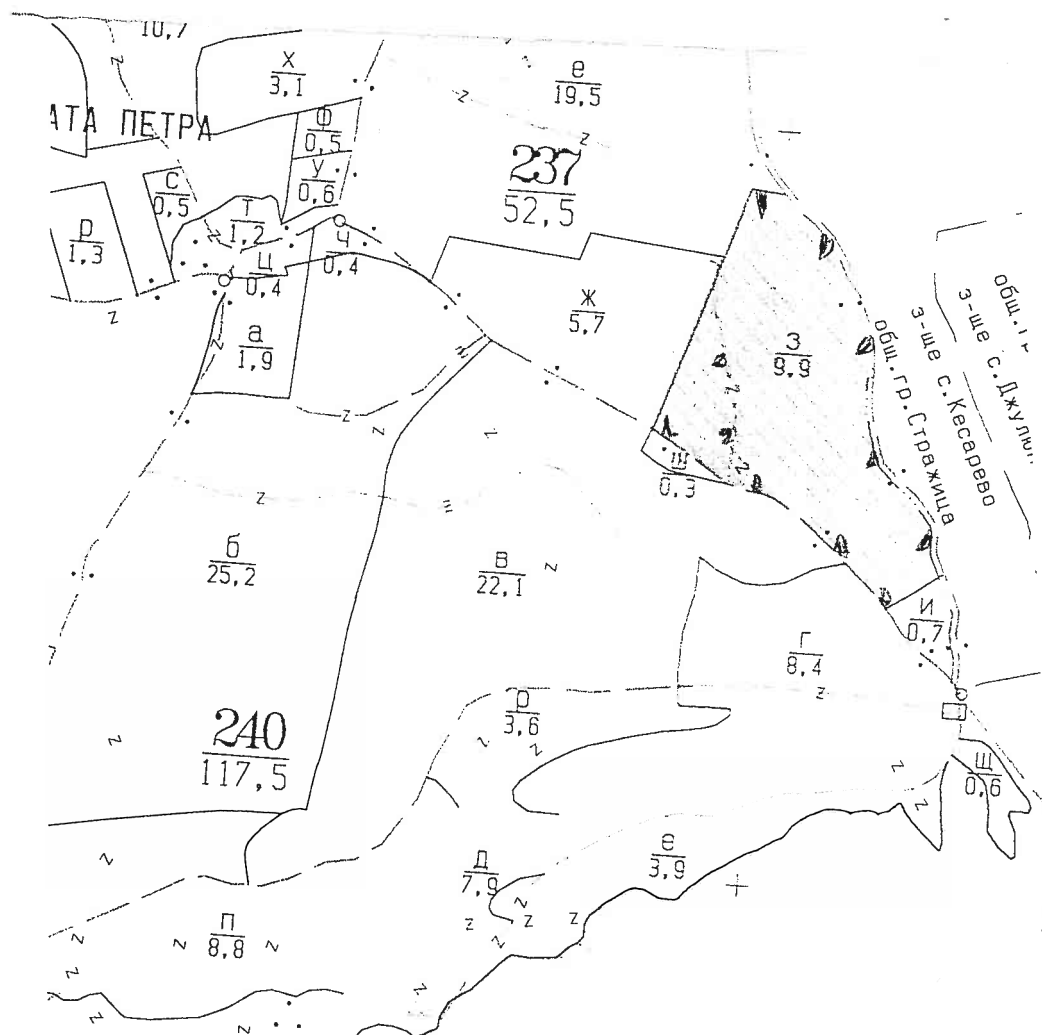 10,7
Х
3,1
е
19,5
АТА ПЕТРА
Ф
0,5
237
52,5
У
0,6
С
0,5
Т
1,2
р
1,3
Ч
0,4
Ц
0,4
Ж
5,7
а
1,9
З
9,9
общ.гр.Стражица
з-ще с.Кесарево
з-ще с.Джулюн
Ш
0,3
б
25,2
В
22,1
И
0,7
Г
8,4
О
3,6
240
117,5
Щ
0,6
Д
7,9
е
3,9
П
8,8